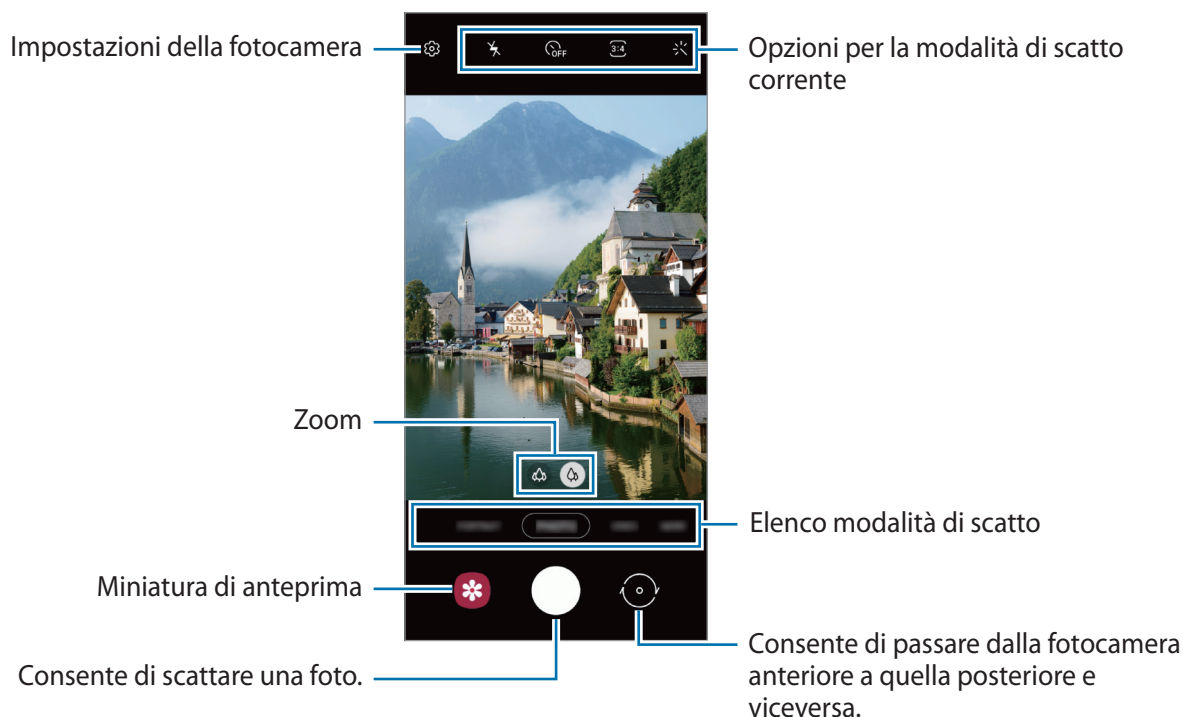 Impostazioni della fotocamera
OFF
3:4
Opzioni per la modalità di scatto
corrente
Zoom
Elenco modalità di scatto
Miniatura di anteprima
Consente di scattare una foto.
Consente di passare dalla fotocamera
anteriore a quella posteriore e
viceversa.